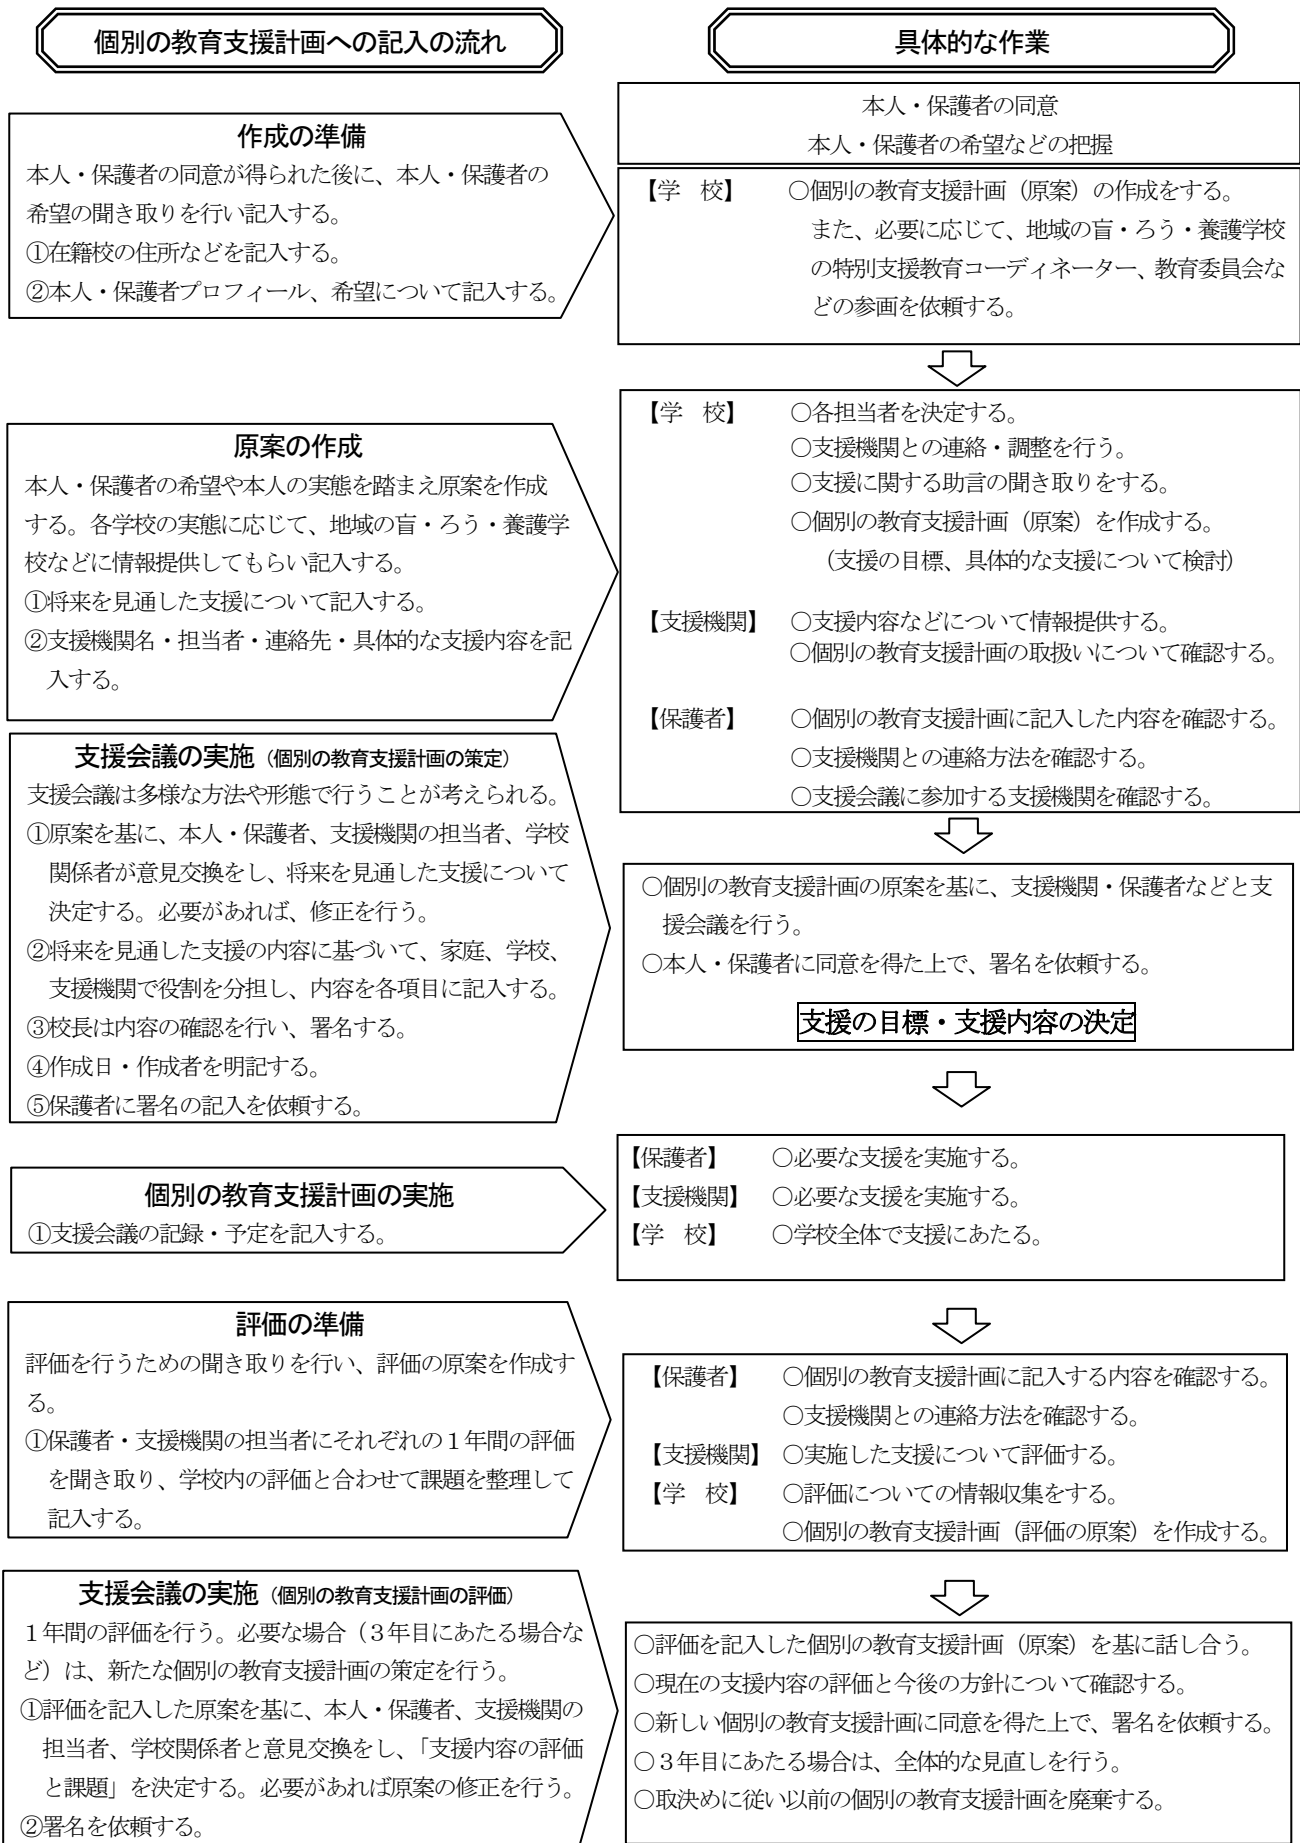 個別の教育支援計画への記入の流れ
具体的な作業
作成の準備
本人・保護者の同意が得られた後に、本人・保護者の
希望の聞き取りを行い記入する。
①在籍校の住所などを記入する。
②本人・保護者プロフィール、希望について記入する。
本人・保護者の同意
本人・保護者の希望などの把握
【学　校】　○個別の教育支援計画（原案）の作成をする。
また、必要に応じて、地域の盲・ろう・養護学校
の特別支援教育コーディネーター、教育委員会な
どの参画を依頼する。
原案の作成
本人・保護者の希望や本人の実態を踏まえ原案を作成
する。各学校の実態に応じて、地域の盲・ろう・養護学
校などに情報提供してもらい記入する。
①将来を見通した支援について記入する。
②支援機関名・担当者・連絡先・具体的な支援内容を記
入する。
【学　校】　○各担当者を決定する。
○支援機関との連絡・調整を行う。
○支援に関する助言の聞き取りをする。
○個別の教育支援計画（原案）を作成する。
（支援の目標、具体的な支援について検討）
【支援機関】　○支援内容などについて情報提供する。
○個別の教育支援計画の取扱いについて確認する。
【保護者】　○個別の教育支援計画に記入した内容を確認する。
○支援機関との連絡方法を確認する。
○支援会議に参加する支援機関を確認する。
支援会議の実施（個別の教育支援計画の策定）
支援会議は多様な方法や形態で行うことが考えられる。
①原案を基に、本人・保護者、支援機関の担当者、学校
関係者が意見交換をし、将来を見通した支援について
決定する。必要があれば、修正を行う。
②将来を見通した支援の内容に基づいて、家庭、学校、
支援機関で役割を分担し、内容を各項目に記入する。
③校長は内容の確認を行い、署名する。
④作成日・作成者を明記する。
⑤保護者に署名の記入を依頼する。
○個別の教育支援計画の原案を基に、支援機関・保護者などと支
援会議を行う。
○本人・保護者に同意を得た上で、署名を依頼する。
支援の目標・支援内容の決定
個別の教育支援計画の実施
①支援会議の記録・予定を記入する。
【保護者】　○必要な支援を実施する。
【支援機関】　○必要な支援を実施する。
【学　校】　○学校全体で支援にあたる。
評価の準備
評価を行うための聞き取りを行い、評価の原案を作成す
る。
①保護者・支援機関の担当者にそれぞれの１年間の評価
を聞き取り、学校内の評価と合わせて課題を整理して
記入する。
【保護者】　○個別の教育支援計画に記入する内容を確認する。
○支援機関との連絡方法を確認する。
【支援機関】　○実施した支援について評価する。
【学　校】　○評価についての情報収集をする。
○個別の教育支援計画（評価の原案）を作成する。
支援会議の実施（個別の教育支援計画の評価）
１年間の評価を行う。必要な場合（３年目にあたる場合な
ど）は、新たな個別の教育支援計画の策定を行う。
①評価を記入した原案を基に、本人・保護者、支援機関の
担当者、学校関係者と意見交換をし、「支援内容の評価
と課題」を決定する。必要があれば原案の修正を行う。
②署名を依頼する。
○評価を記入した個別の教育支援計画（原案）を基に話し合う。
○現在の支援内容の評価と今後の方針について確認する。
○新しい個別の教育支援計画に同意を得た上で、署名を依頼する。
○３年目にあたる場合は、全体的な見直しを行う。
○取決めに従い以前の個別の教育支援計画を廃棄する。